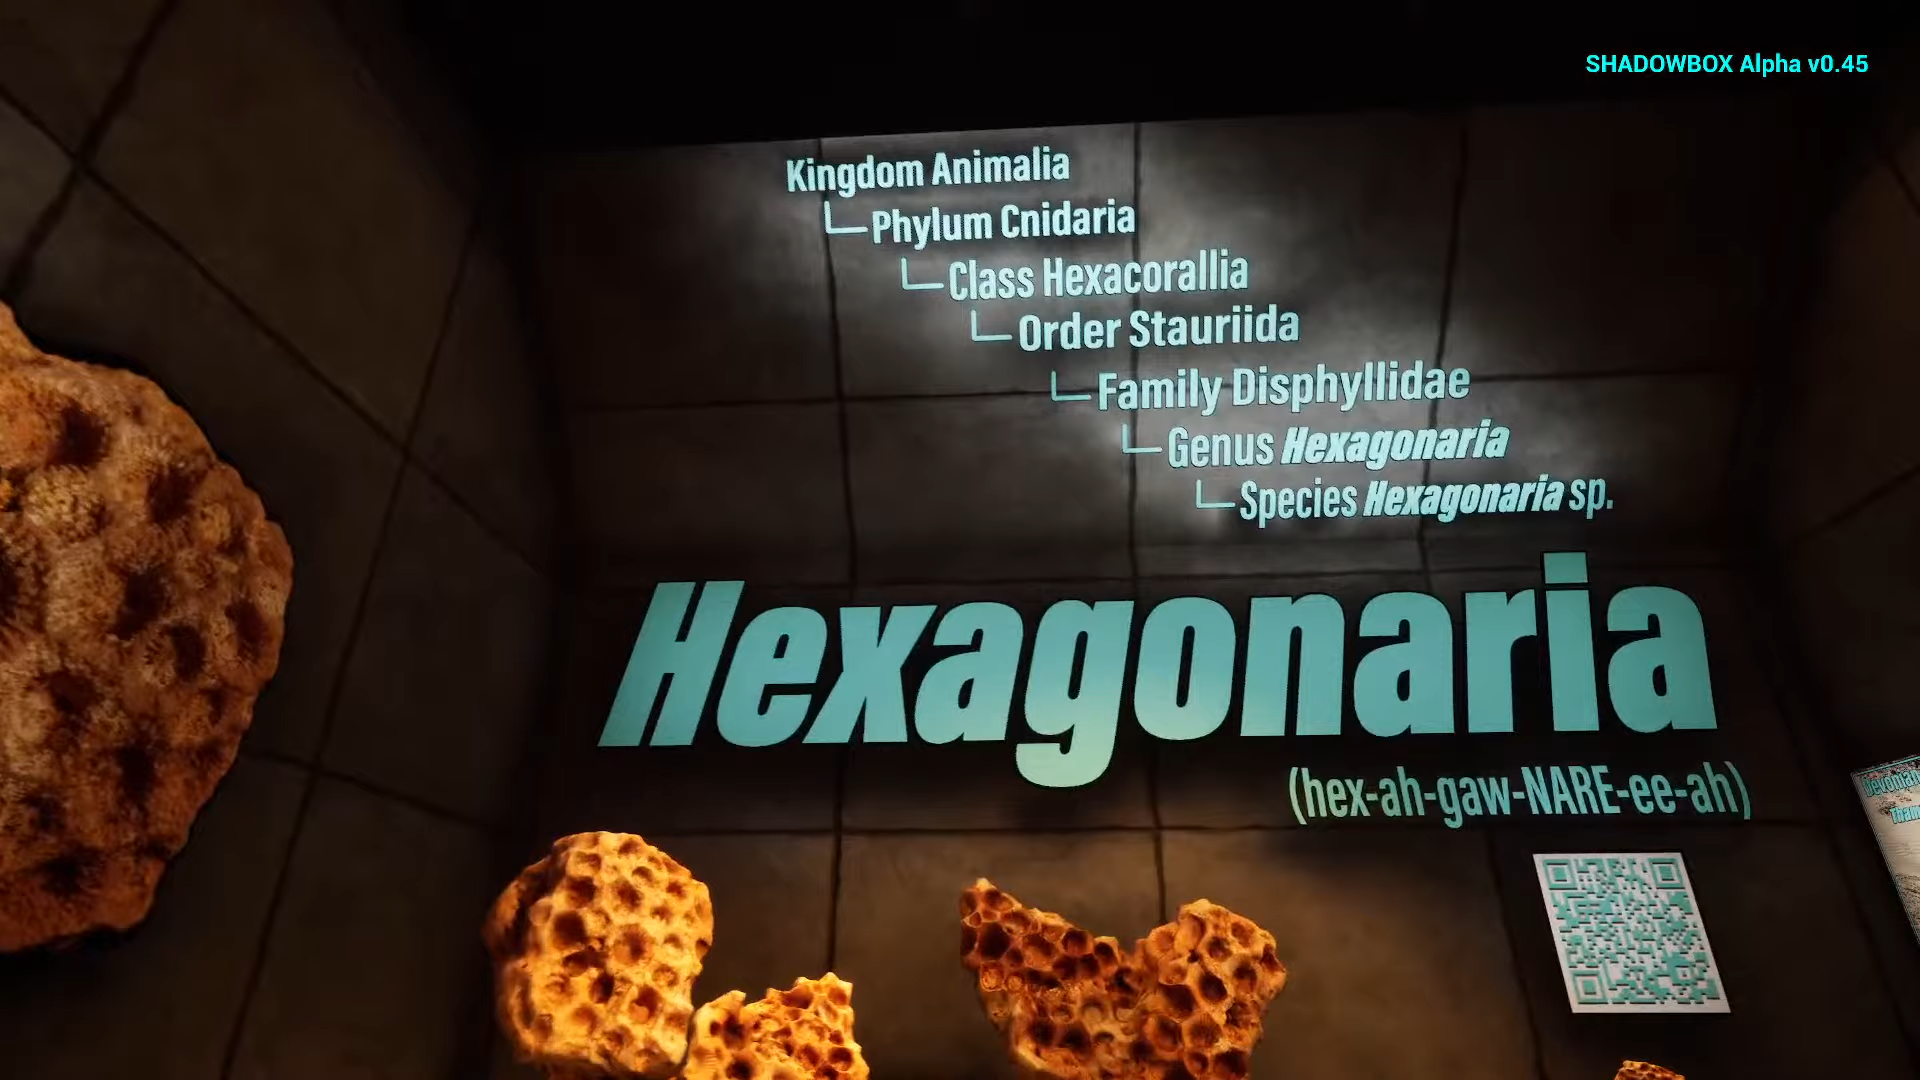 SHADOWBOX Alpha v0.45
Kingdom Animalia
Phylum Cnidaria
Class Hexacorallia
Order Stauriida
Family Disphyllidae
Genus Hexagonaria
Species Hexagonaria sp.
Hexagonaria
(hex-ah-gaw-NARE-ee-ah)